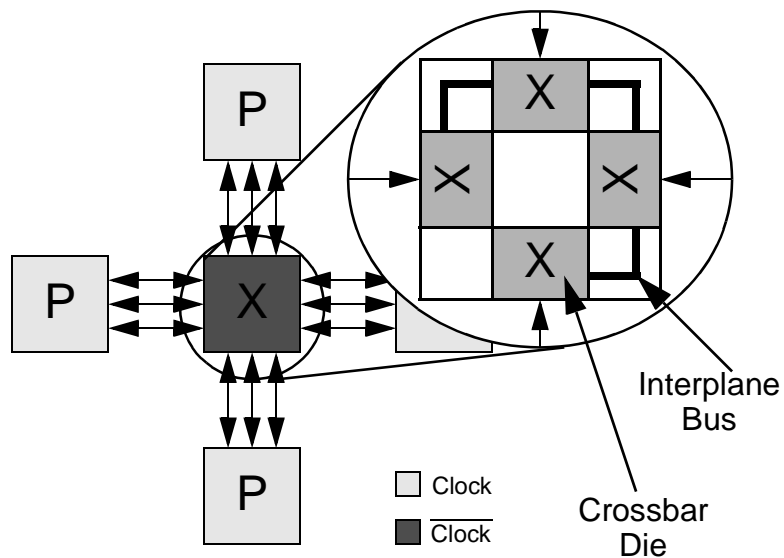 P
X
X
X
X
P
X
P
Interplane
Bus
Clock
Clock
Crossbar
Die